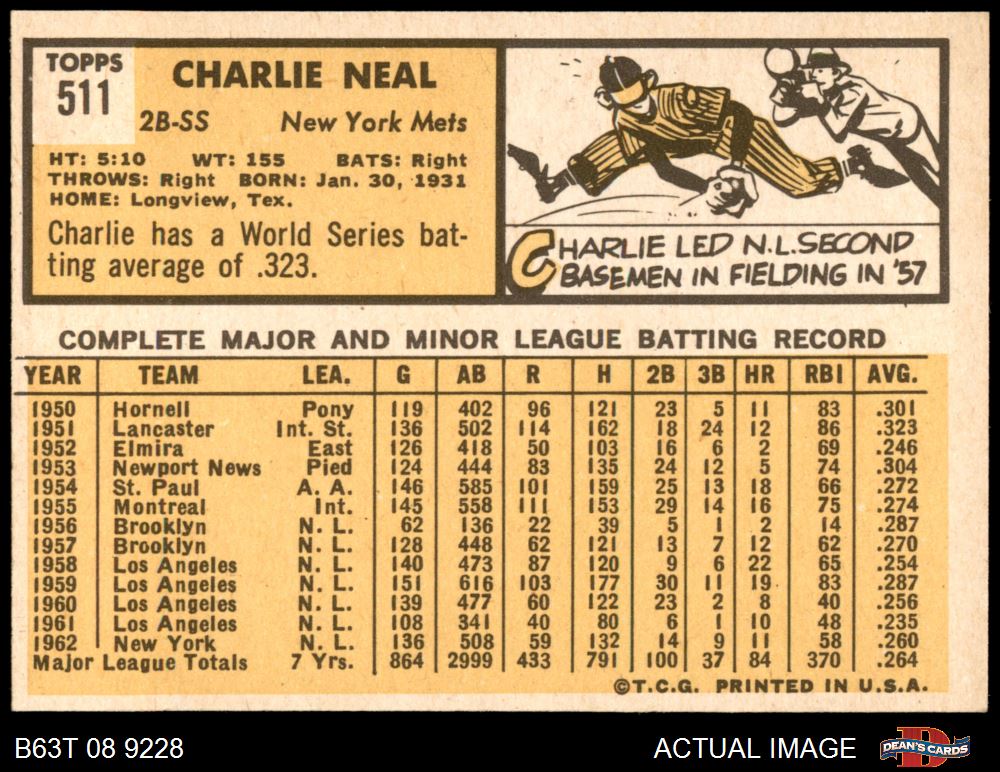 TOPPS
511
CHARLIE NEAL
2B-SS New York Mets
HT: 5:10 WT: 155 BATS: Right
THROWS: Right BORN: Jan. 30, 1931
HOME: Longview, Tex.
Charlie has a World Series bat-
ting average of .323.
CHARLIE LED N.L. SECOND
BASEMEN IN FIELDING IN '57
COMPLETE MAJOR AND MINOR LEAGUE BATTING RECORD
YEAR TEAM LEA. G AB R H 2B 3B HR RBI AVG.
1950 Hornell Pony 119 402 96 121 23 5 11 83 .301
1951 Lancaster Int. St. 136 502 114 162 18 24 12 86 .323
1952 Elmira East 126 418 50 103 16 6 2 69 .246
1953 Newport News Pied 124 444 83 135 24 12 5 74 .304
1954 St. Paul A. A. 146 585 101 159 25 13 18 66 .272
1955 Montreal Int. 145 558 111 153 29 14 16 75 .274
1956 Brooklyn N. L. 62 136 22 39 5 1 2 14 .287
1957 Brooklyn N. L. 128 448 62 121 13 7 12 62 .270
1958 Los Angeles N. L. 140 473 87 120 9 6 22 65 .254
1959 Los Angeles N. L. 151 616 103 177 30 11 19 83 .287
1960 Los Angeles N. L. 139 477 60 122 23 2 8 40 .256
1961 Los Angeles N. L. 108 341 40 80 6 1 10 48 .235
1962 New York N. L. 136 508 59 132 14 9 11 58 .260
Major League Totals 7 Yrs. 864 2999 433 791 100 37 84 370 .264
©T.C.G. PRINTED IN U.S.A.
B63T 08 9228 ACTUAL IMAGE DEAN'S CARDS